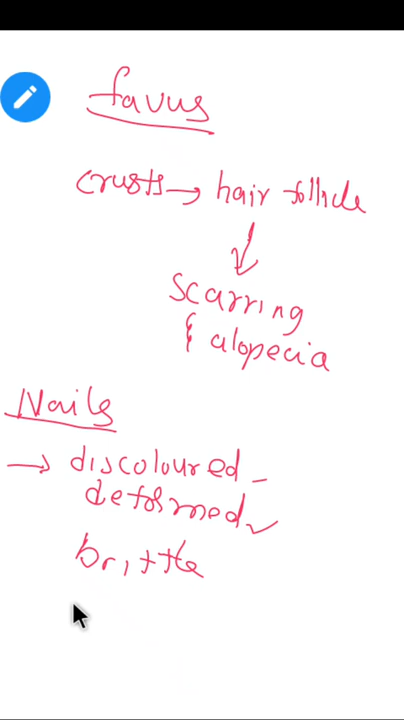 favus
crusts → hair follicle
↓
scarring
& alopecia
Nails
→ discoloured
deformed
brittle